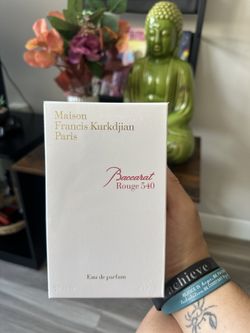 Maison
Francis Kurkdjian
Paris
Baccarat
Rouge 540
Eau de parfum
achieve